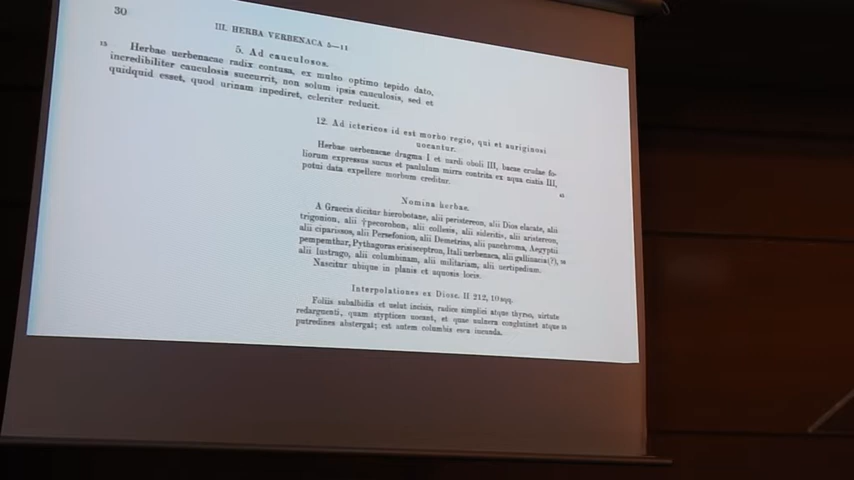 30
III. HERBA VERBENACA 5—11
5. Ad cauculosos.
15 Herbae uerbenacae radix contusa, ex mulso optimo tepido dato,
incredibiliter cauculosis succurrit, non solum ipsis cauculosis, sed et
quidquid esset, quod urinam inpediret, celeriter reducit.
12. Ad ictericos id est morbo regio, qui et auriginosi
uocantur.
Herbae uerbenacae dragma I et nardi oboli III, bacae crudae fo-
liorum expressus sucus et paululum mirra contrita ex aqua ciatis III,
potui data expellere morbum creditur.
Nomina herbae.
A Graecis dicitur hierobotane, alii peristereon, alii Dios elacate, alii
trigonion, alii †pecorobon, alii collesis, alii sideritis, alii aristereon,
alii ciparissos, alii Persefonion, alii Demetrias, alii panchroma, Aegyptii
pempemthar, Pythagoras erisisceptron, Itali uerbenaca, alii gallinacia(?),
alii lustrago, alii columbinam, alii militariam, alii uertipedium.
Nascitur ubique in planis et aquosis locis.
Interpolationes ex Diosc. II 212, 10 sqq.
Foliis subalbidis et uelut incisis, radice simplici atque thyrso, uirtute
redarguenti, quam stypticen uocant, et quae uulnera conglutinet atque
putredines abstergat; est autem columbis esca iucunda.